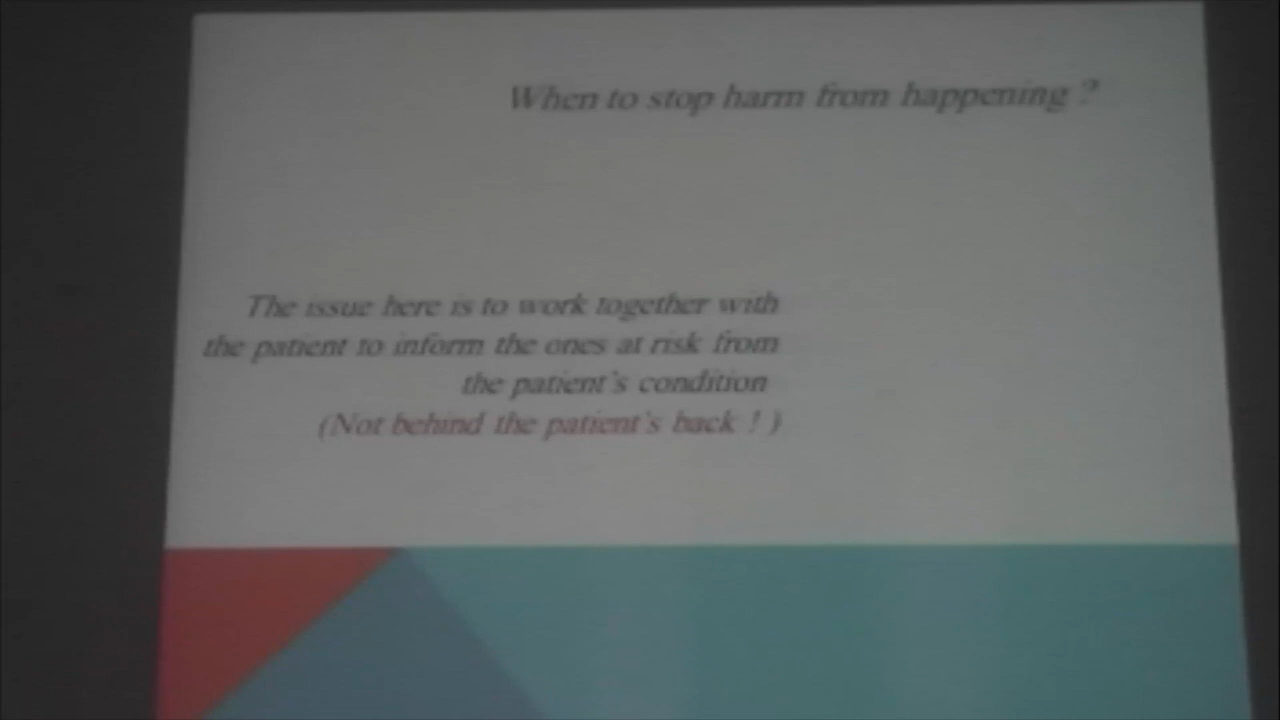 When to stop harm from happening ?
The issue here is to work together with
the patient to inform the ones at risk from
the patient's condition
(Not behind the patient's back ! )